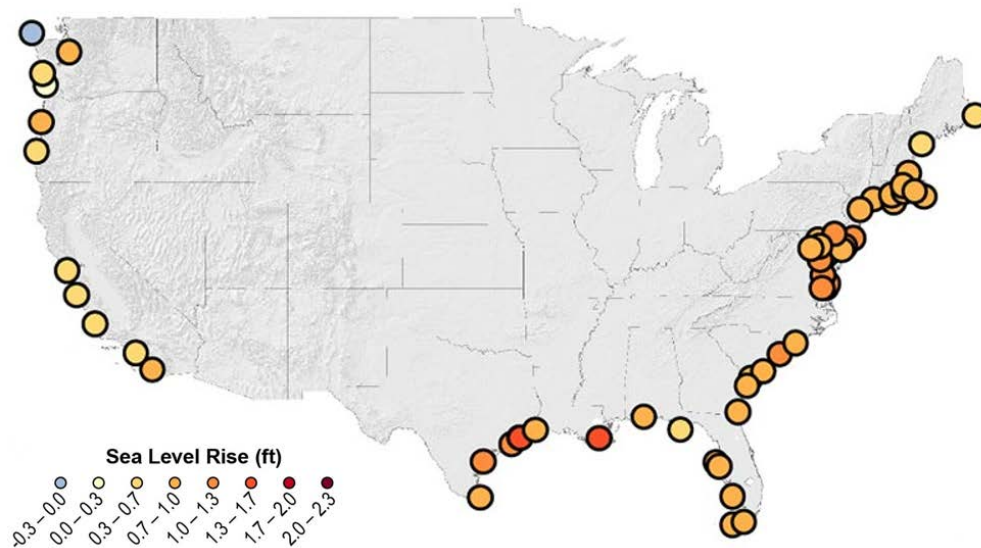 Sea Level Rise (ft)
-0.3 – 0.0
0.0 – 0.3
0.3 – 0.7
0.7 – 1.0
1.0 – 1.3
1.3 – 1.7
1.7 – 2.0
2.0 – 2.3